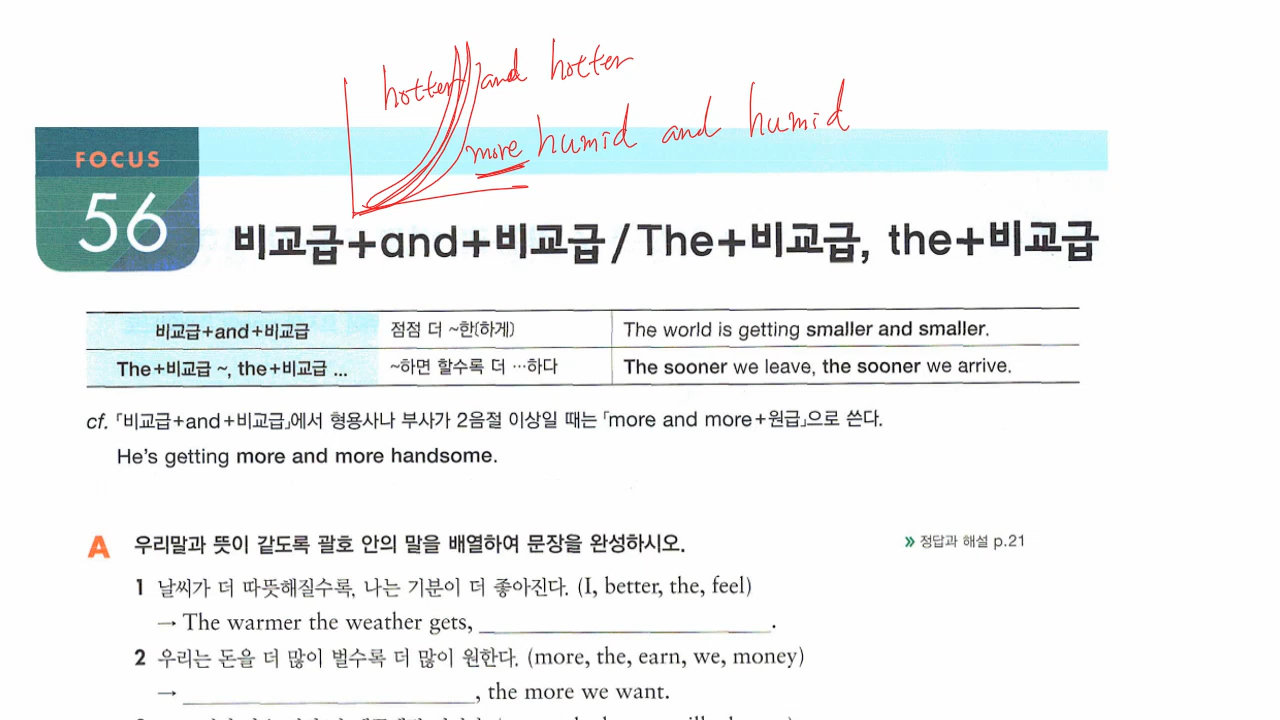 hotter and hotter
more humid and humid
FOCUS
56
비교급+and+비교급/The+비교급, the+비교급
비교급+and+비교급 점점 더 ~한(하게) The world is getting smaller and smaller.
The+비교급 ~, the+비교급 ... ~하면 할수록 더 …하다 The sooner we leave, the sooner we arrive.
cf. 「비교급+and+비교급」에서 형용사나 부사가 2음절 이상일 때는 「more and more+원급」으로 쓴다.
He's getting more and more handsome.
A 우리말과 뜻이 같도록 괄호 안의 말을 배열하여 문장을 완성하시오. » 정답과 해설 p.21
1 날씨가 더 따뜻해질수록, 나는 기분이 더 좋아진다. (I, better, the, feel)
→ The warmer the weather gets, ______.
2 우리는 돈을 더 많이 벌수록 더 많이 원한다. (more, the, earn, we, money)
→ ______, the more we want.